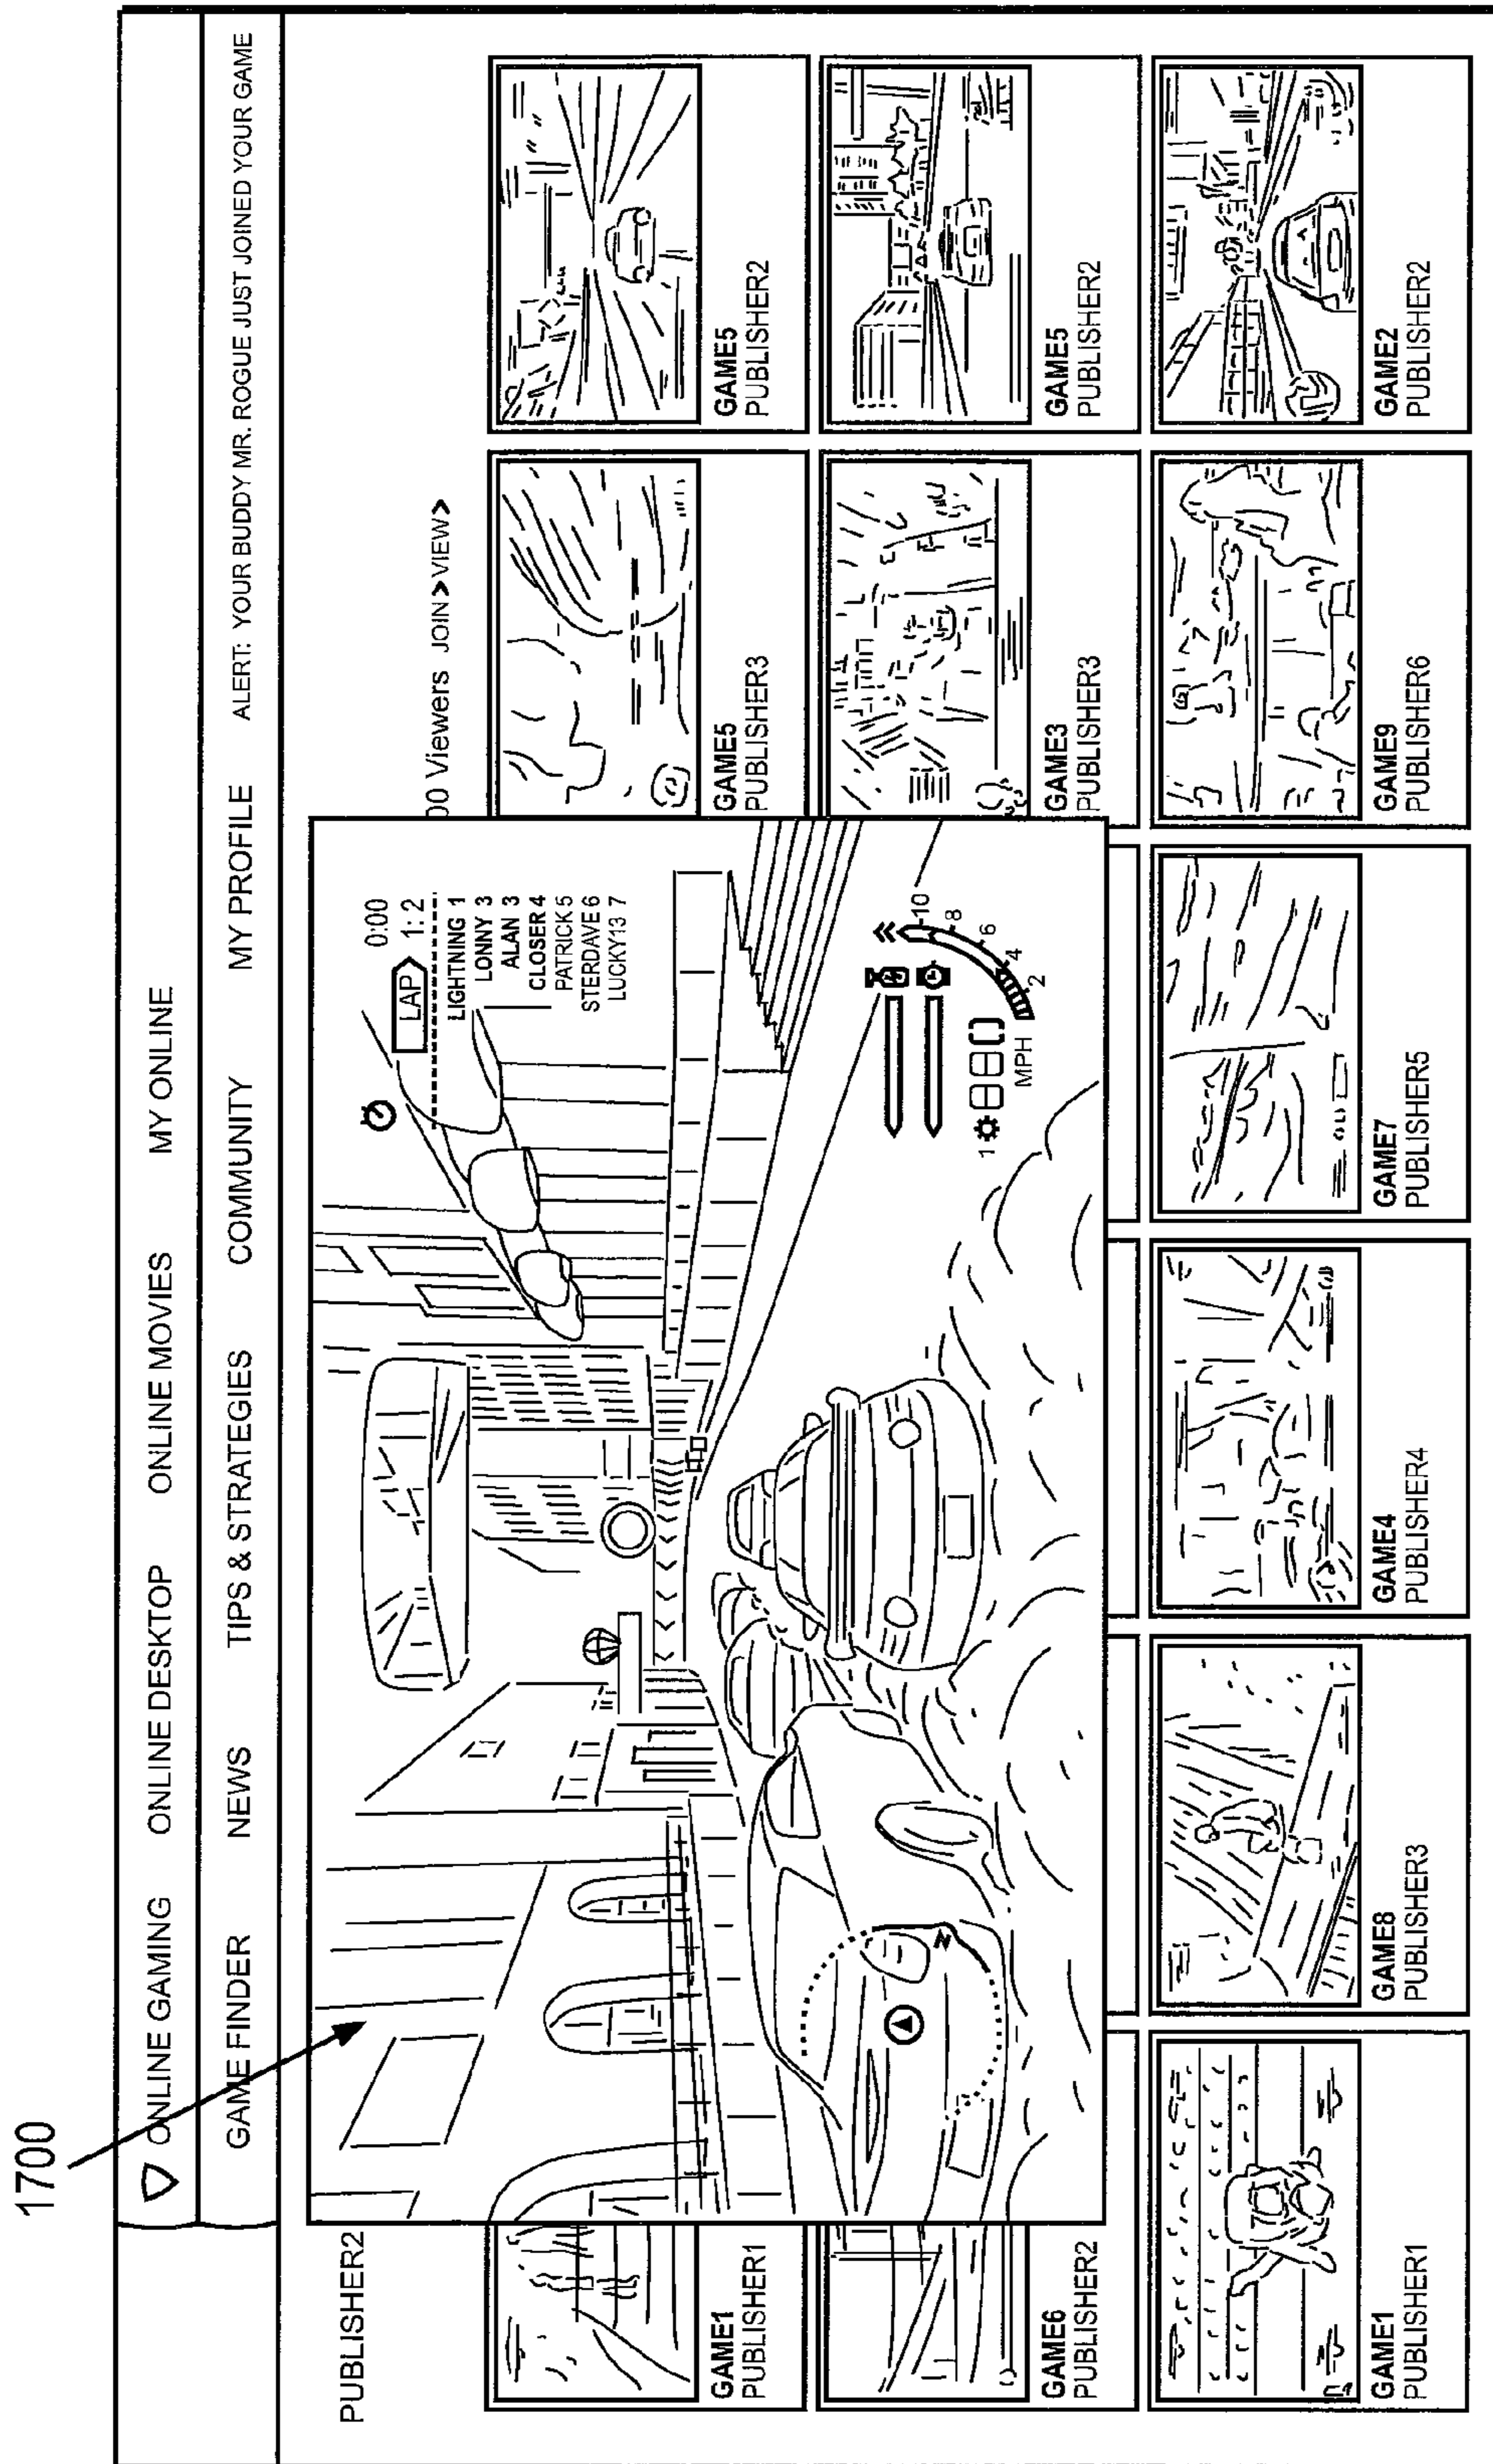 1700
ONLINE GAMING ONLINE DESKTOP ONLINE MOVIES MY ONLINE
GAME FINDER NEWS TIPS & STRATEGIES COMMUNITY MY PROFILE ALERT: YOUR BUDDY MR. ROGUE JUST JOINED YOUR GAME
PUBLISHER2
00 Viewers JOIN > VIEW >
0:00
LAP 1: 2
LIGHTNING 1
LONNY 3
ALAN 3
CLOSER 4
PATRICK 5
STERDAVE 6
LUCKY13 7
N
1
MPH
2
4
6
8
10
GAME1
PUBLISHER1
GAME5
PUBLISHER3
GAME5
PUBLISHER2
GAME6
PUBLISHER2
GAME3
PUBLISHER3
GAME5
PUBLISHER2
GAME1
PUBLISHER1
GAME8
PUBLISHER3
GAME4
PUBLISHER4
GAME7
PUBLISHER5
GAME9
PUBLISHER6
GAME2
PUBLISHER2